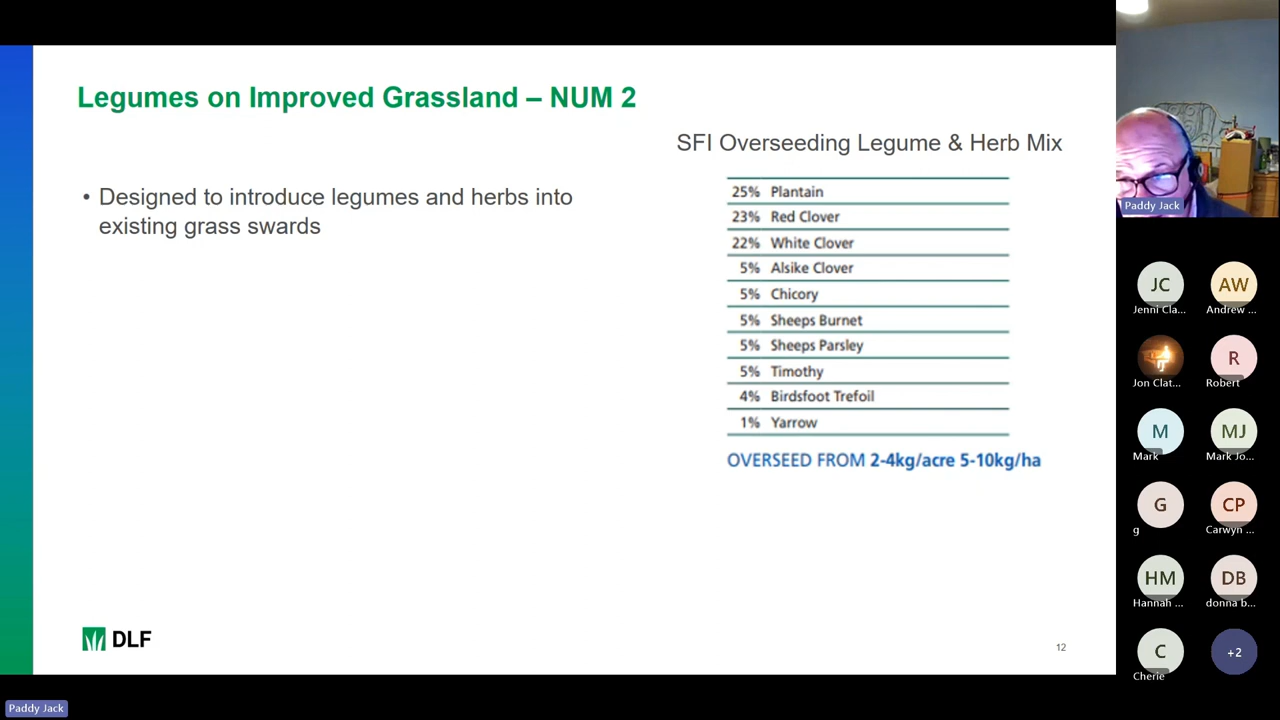 Legumes on Improved Grassland – NUM 2
SFI Overseeding Legume & Herb Mix
• Designed to introduce legumes and herbs into
existing grass swards
25% Plantain
23% Red Clover
22% White Clover
5% Alsike Clover
5% Chicory
5% Sheeps Burnet
5% Sheeps Parsley
5% Timothy
4% Birdsfoot Trefoil
1% Yarrow
OVERSEED FROM 2-4kg/acre 5-10kg/ha
DLF
12
Paddy Jack
JC
Jenni Cla...
AW
Andrew ...
Jon Clat...
R
Robert
M
Mark
MJ
Mark Jo...
G
g
CP
Carwyn ...
HM
Hannah ...
DB
donna b...
C
Cherie
+2
Paddy Jack